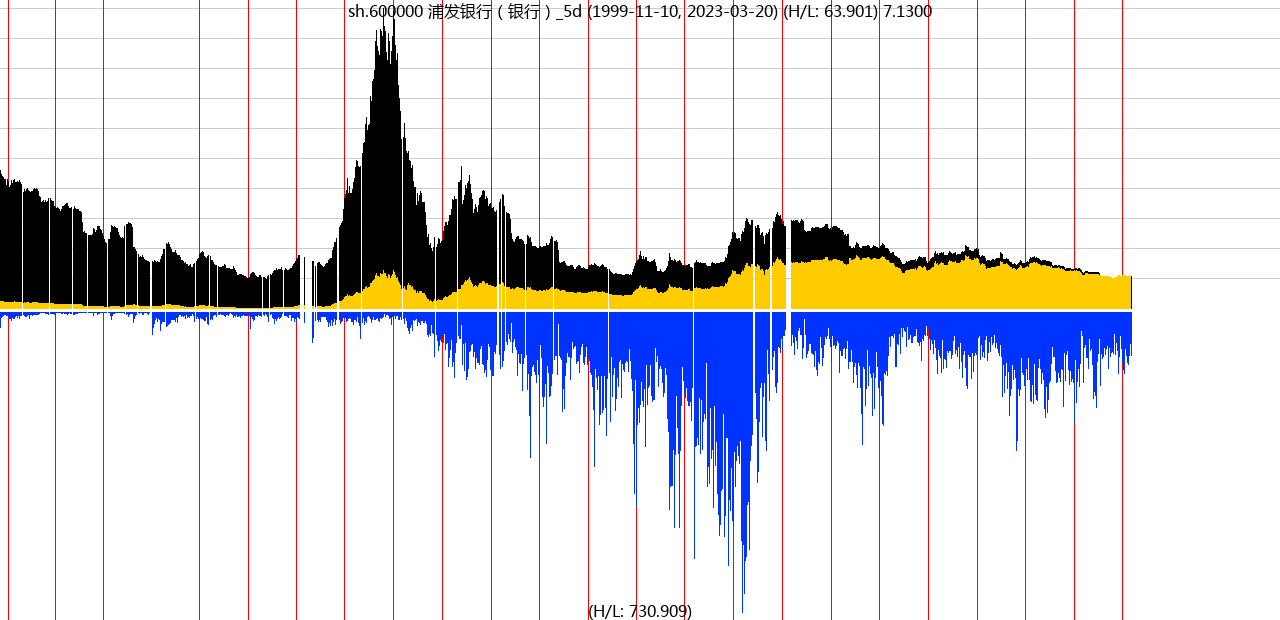 sh.600000 浦发银行 ( 银行 ) _5d (1999-11-10, 2023-03-20) (H/L: 63.901) 7.1300
(H/L: 730.909)